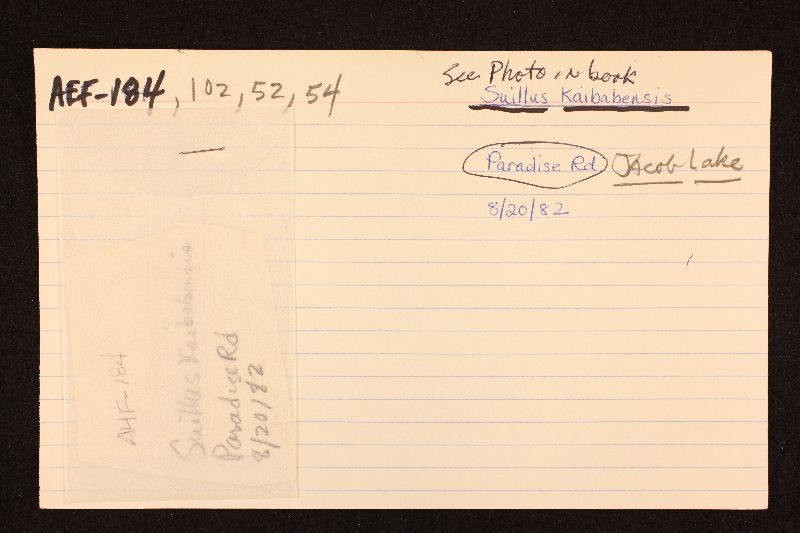 See Photo in book
AEF-184, 102, 52, 54
Suillus Kaibabensis
Paradise Rd Jacob Lake
8/20/82
AHF-184
Suillus Kaibabensis
Paradise Rd
8/20/82